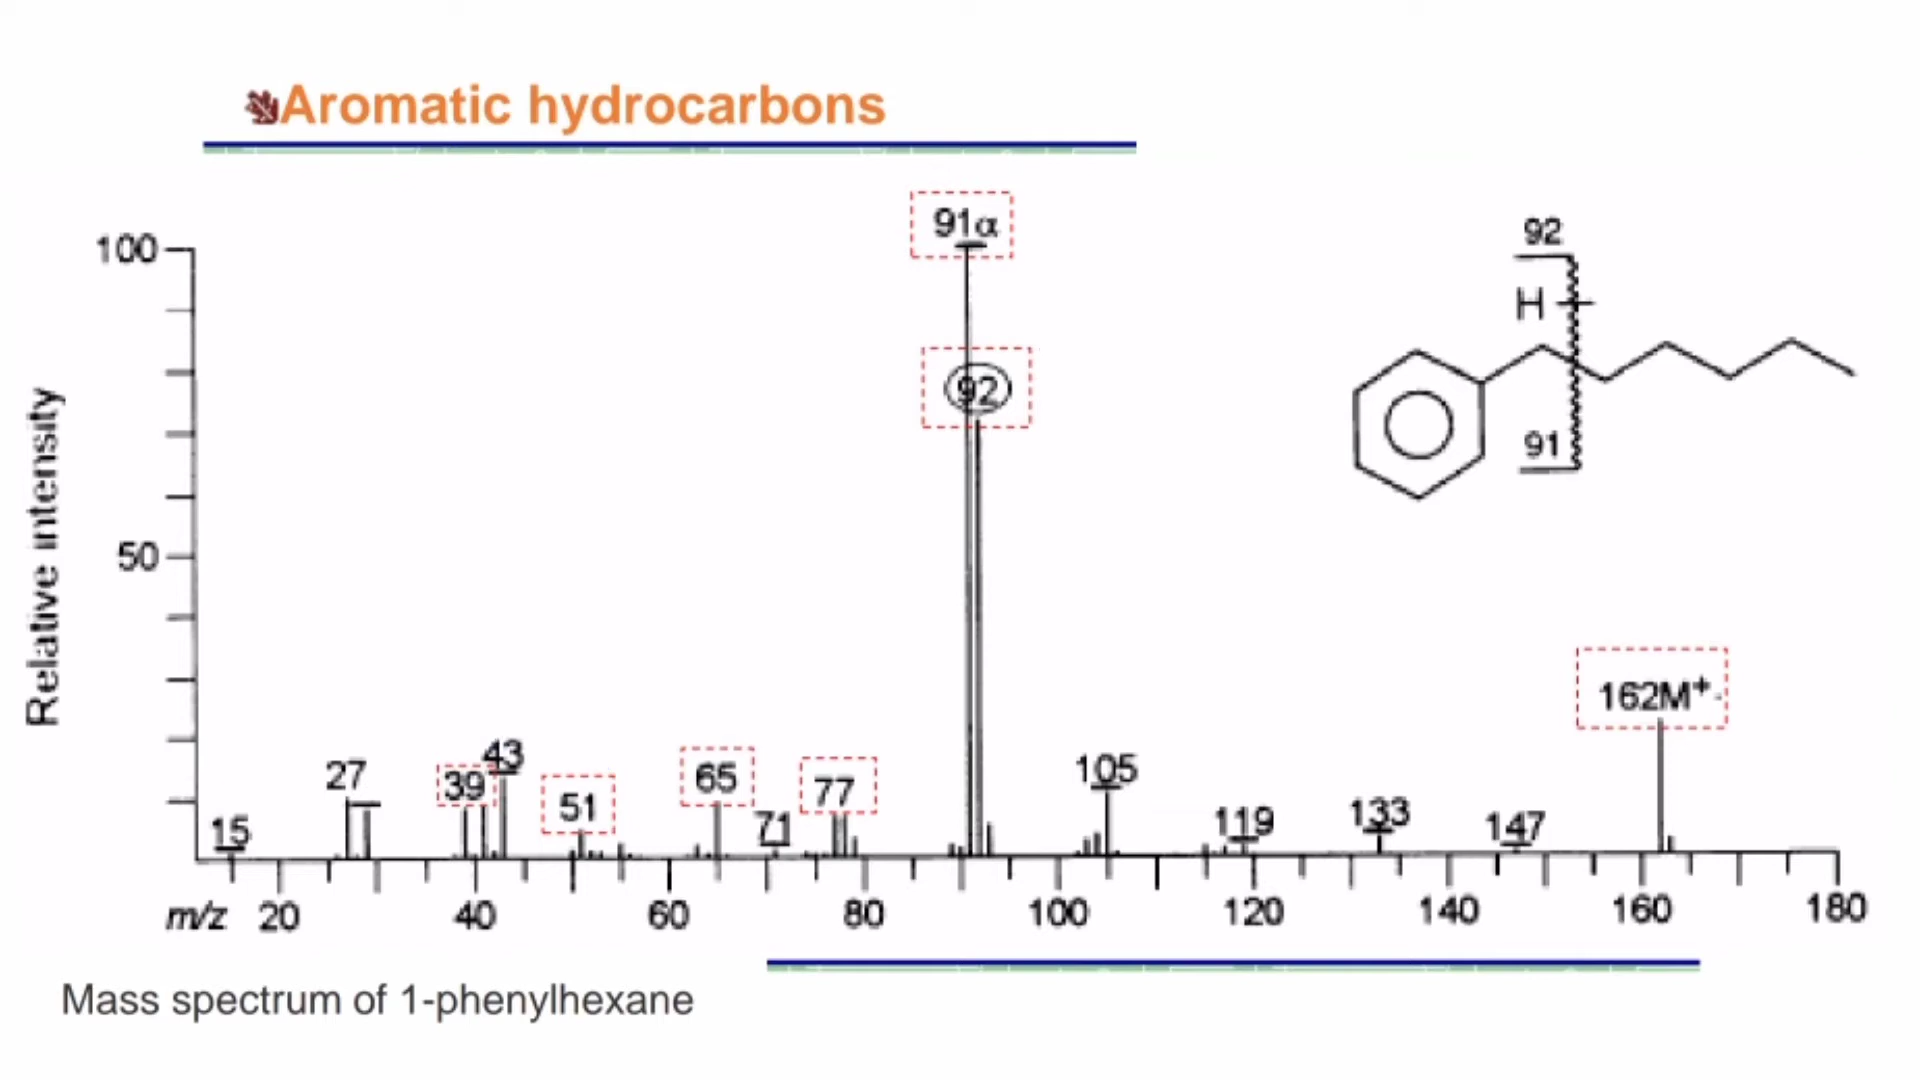 Aromatic hydrocarbons
Relative intensity
100
50
91α
92
92
H
91
162M+·
15
27
39
43
51
65
71
77
105
119
133
147
m/z 20 40 60 80 100 120 140 160 180
Mass spectrum of 1-phenylhexane